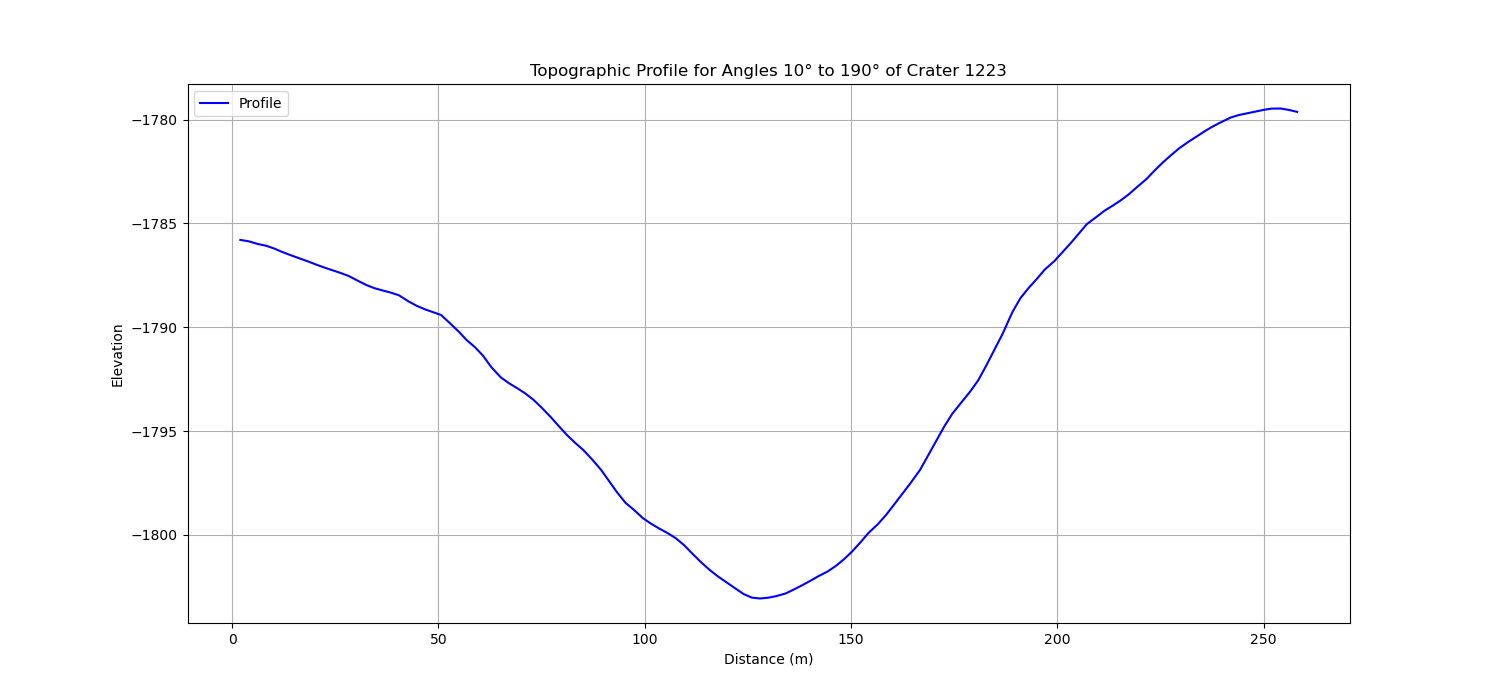 Topographic Profile for Angles 10° to 190° of Crater 1223
Profile
−1780
−1785
−1790
−1795
−1800
Elevation
0 50 100 150 200 250
Distance (m)